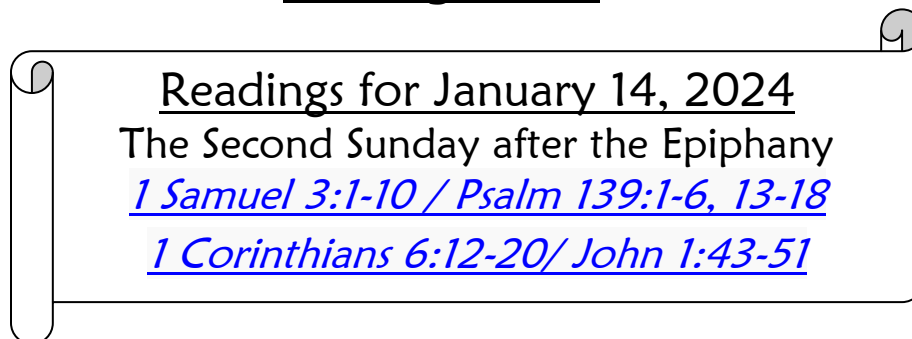 Readings for January 14, 2024
The Second Sunday after the Epiphany
1 Samuel 3:1-10 / Psalm 139:1-6, 13-18
1 Corinthians 6:12-20/ John 1:43-51